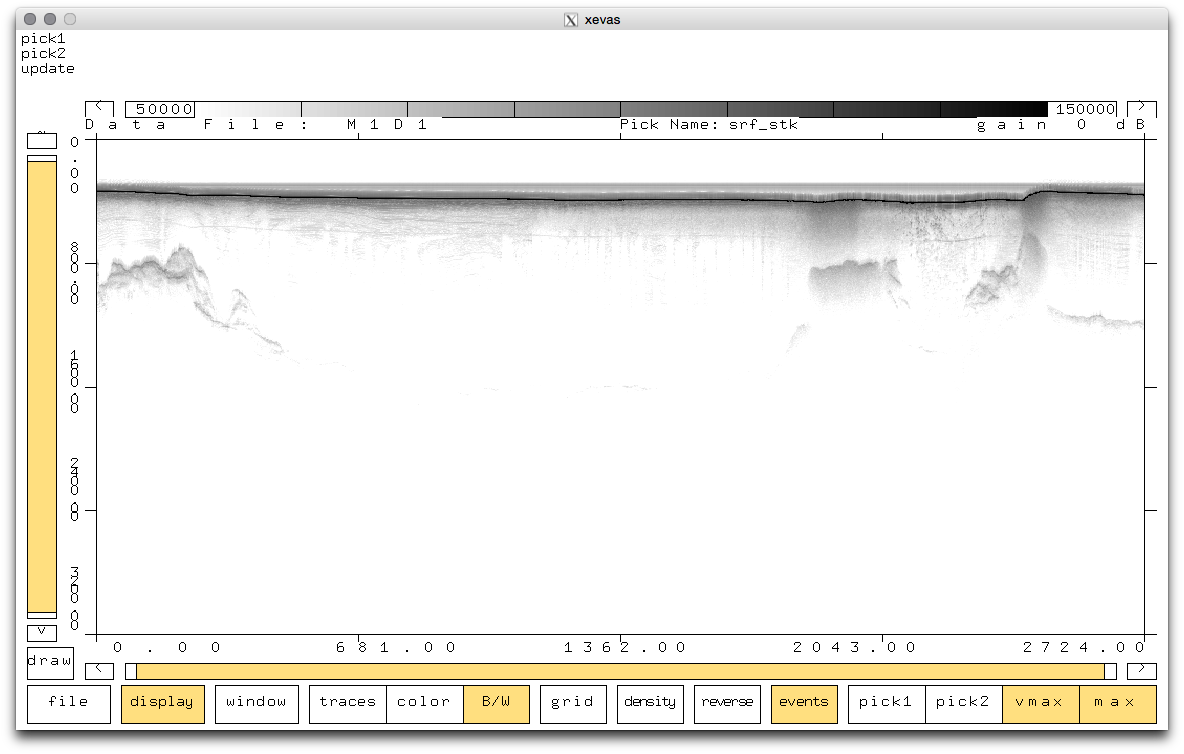 xevas
pick1
pick2
update
< 50000 150000 >
Data File: M1D1 Pick Name: srf_stk gain 0 dB
0.00
800.00
1600.00
2400.00
3200.00
0.00 681.00 1362.00 2043.00 2724.00
draw < >
file display window traces color B/W grid density reverse events pick1 pick2 vmax max